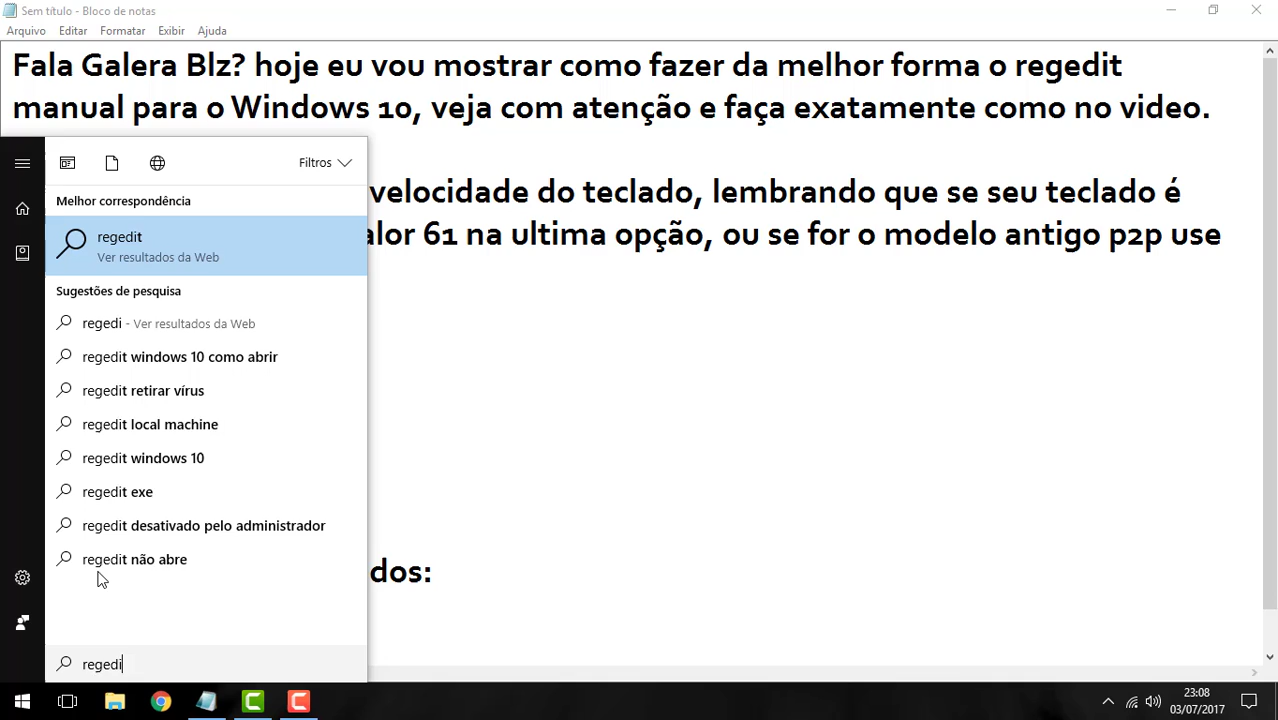 Sem título - Bloco de notas
Arquivo Editar Formatar Exibir Ajuda
Fala Galera Blz? hoje eu vou mostrar como fazer da melhor forma o regedit
manual para o Windows 10, veja com atenção e faça exatamente como no video.
velocidade do teclado, lembrando que se seu teclado é
alor 61 na ultima opção, ou se for o modelo antigo p2p use
dos:
Filtros
Melhor correspondência
regedit
Ver resultados da Web
Sugestões de pesquisa
regedi - Ver resultados da Web
regedit windows 10 como abrir
regedit retirar vírus
regedit local machine
regedit windows 10
regedit exe
regedit desativado pelo administrador
regedit não abre
regedi
23:08
03/07/2017